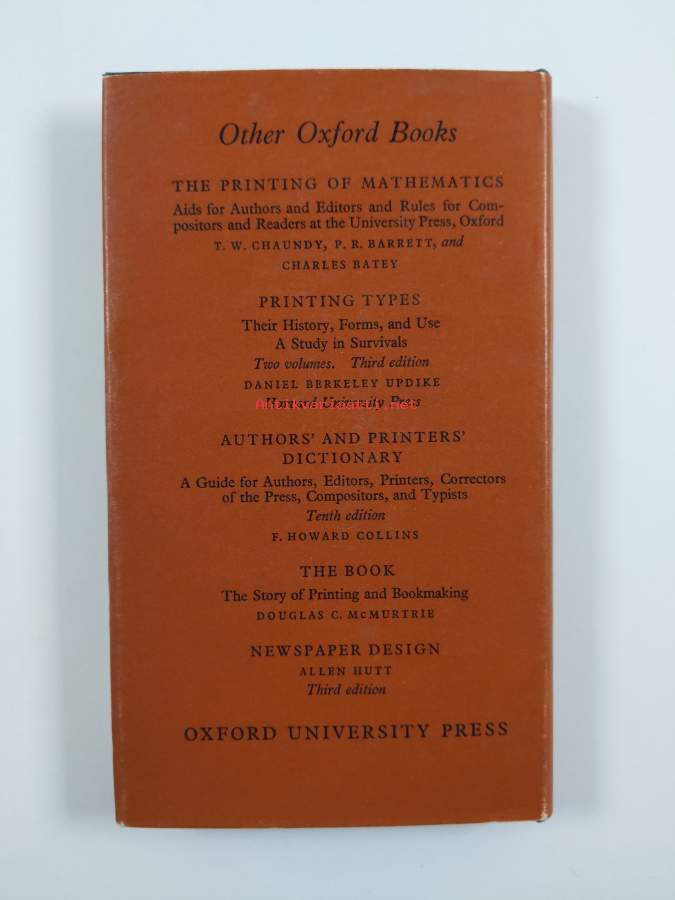 Other Oxford Books
THE PRINTING OF MATHEMATICS
Aids for Authors and Editors and Rules for Com-
positors and Readers at the University Press, Oxford
T. W. CHAUNDY, P. R. BARRETT, and
CHARLES BATEY
PRINTING TYPES
Their History, Forms, and Use
A Study in Survivals
Two volumes. Third edition
DANIEL BERKELEY UPDIKE
Harvard University Press
AUTHORS' AND PRINTERS'
DICTIONARY
A Guide for Authors, Editors, Printers, Correctors
of the Press, Compositors, and Typists
Tenth edition
F. HOWARD COLLINS
THE BOOK
The Story of Printing and Bookmaking
DOUGLAS C. McMURTRIE
NEWSPAPER DESIGN
ALLEN HUTT
Third edition
OXFORD UNIVERSITY PRESS